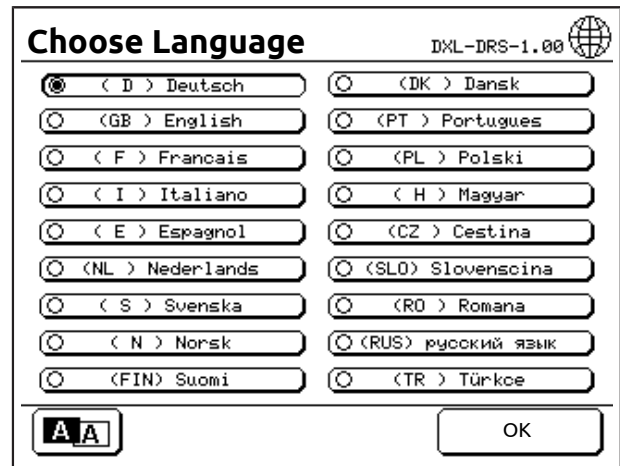 Choose Language
DXL-DRS-1.00
( D ) Deutsch
(GB ) English
( F ) Francais
( I ) Italiano
( E ) Espagnol
(NL ) Nederlands
( S ) Svenska
( N ) Norsk
(FIN) Suomi
(DK ) Dansk
(PT ) Portugues
(PL ) Polski
( H ) Magyar
(CZ ) Cestina
(SLO) Slovenscina
(RO ) Romana
(RUS) русский язык
(TR ) Türkce
A A
OK